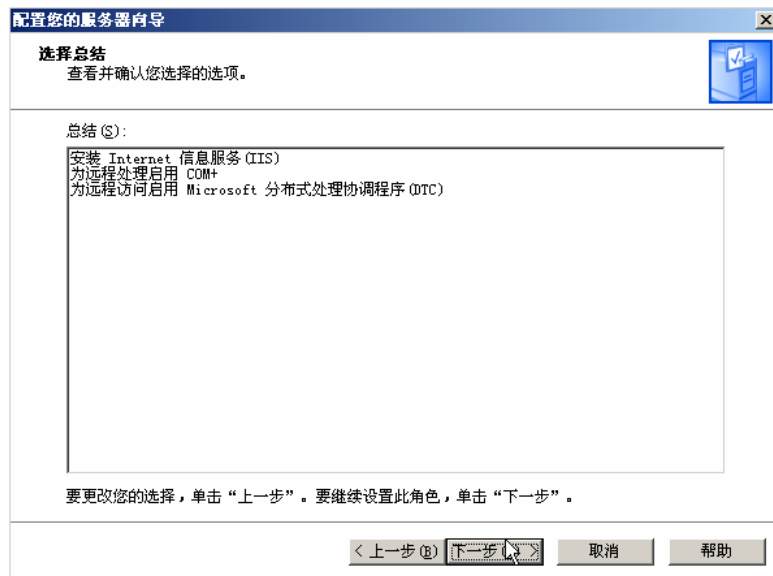 配置您的服务器向导
选择总结
查看并确认您选择的选项。
总结(S):
安装 Internet 信息服务(IIS)
为远程处理启用 COM+
为远程访问启用 Microsoft 分布式处理协调程序(DTC)
要更改您的选择，单击“上一步”。要继续设置此角色，单击“下一步”。
< 上一步(B) 下一步 > 取消 帮助